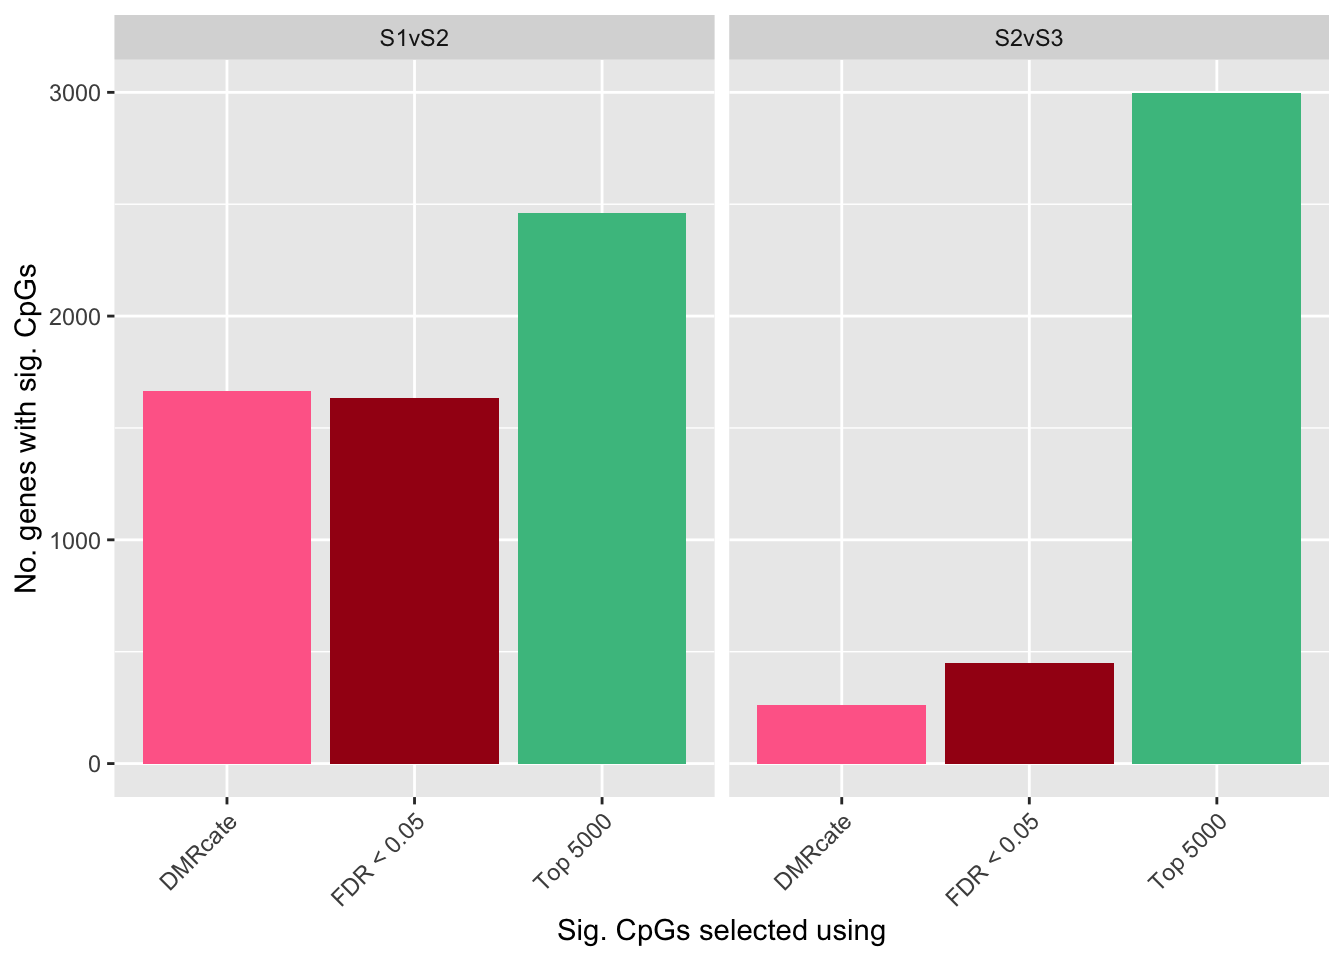 S1vS2
S2vS3
No. genes with sig. CpGs
3000
2000
1000
0
DMRcate
FDR < 0.05
Top 5000
DMRcate
FDR < 0.05
Top 5000
Sig. CpGs selected using